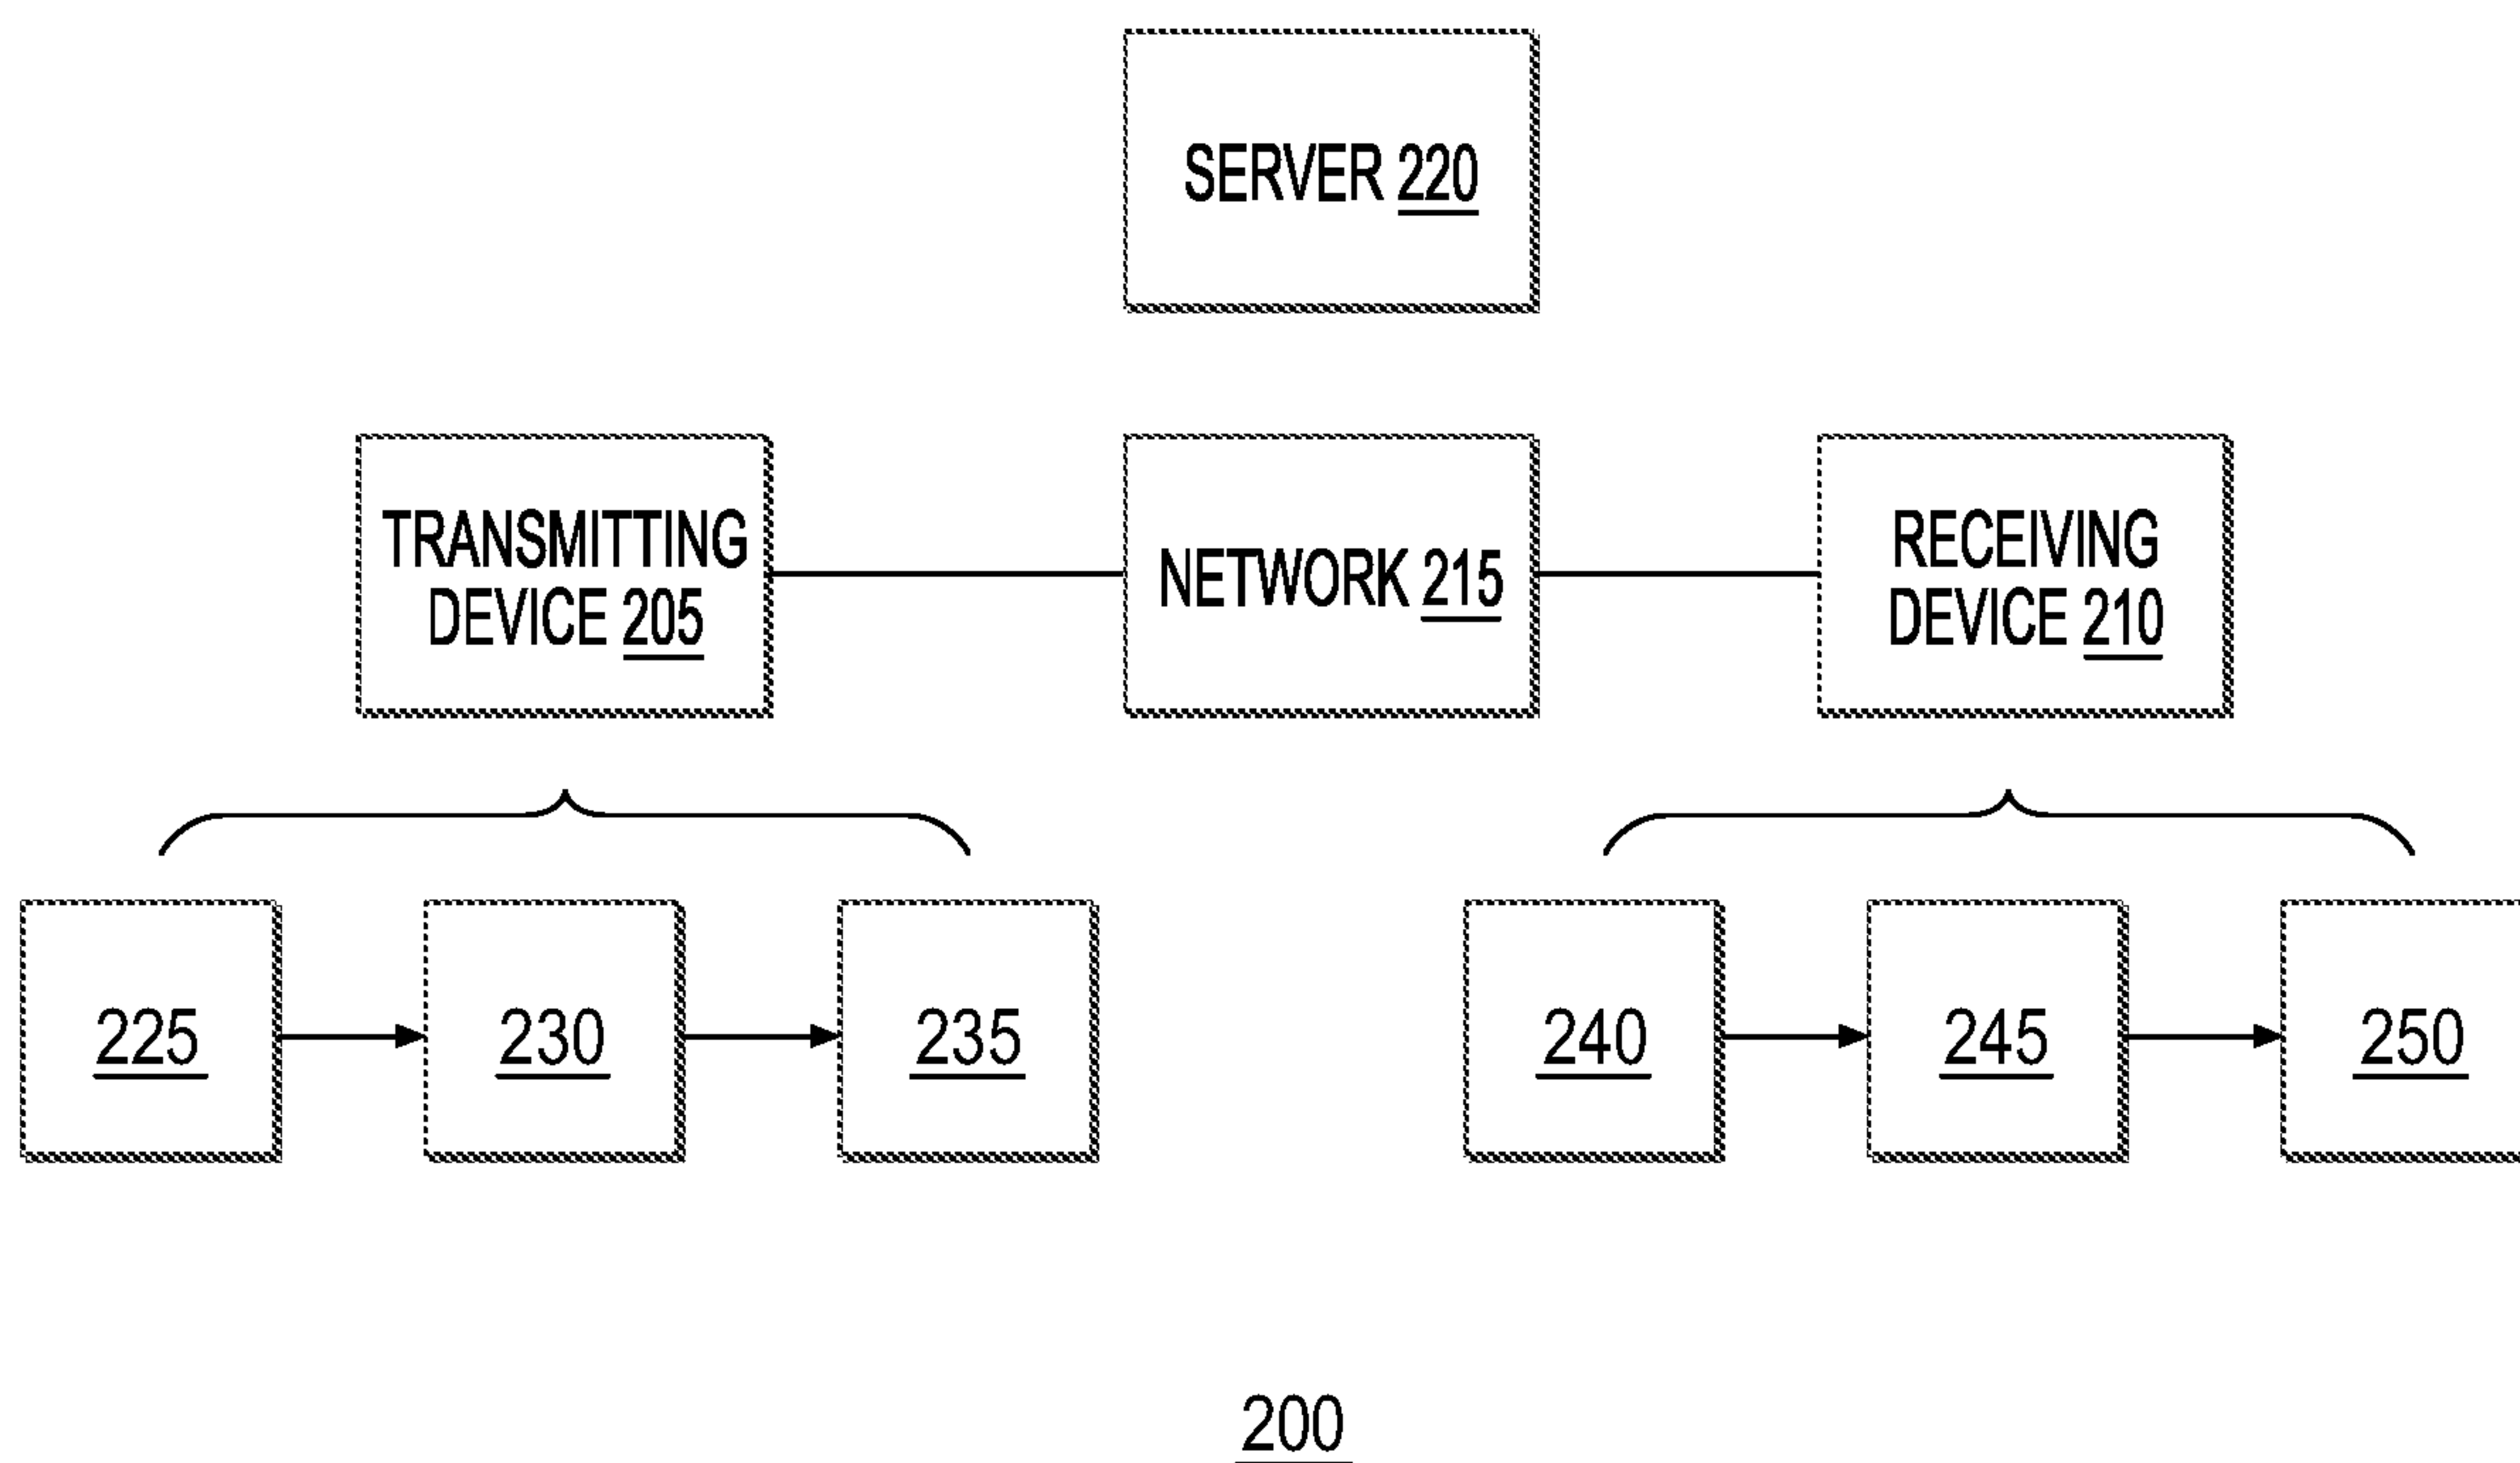 SERVER 220
TRANSMITTING
DEVICE 205
NETWORK 215
RECEIVING
DEVICE 210
225
230
235
240
245
250
200